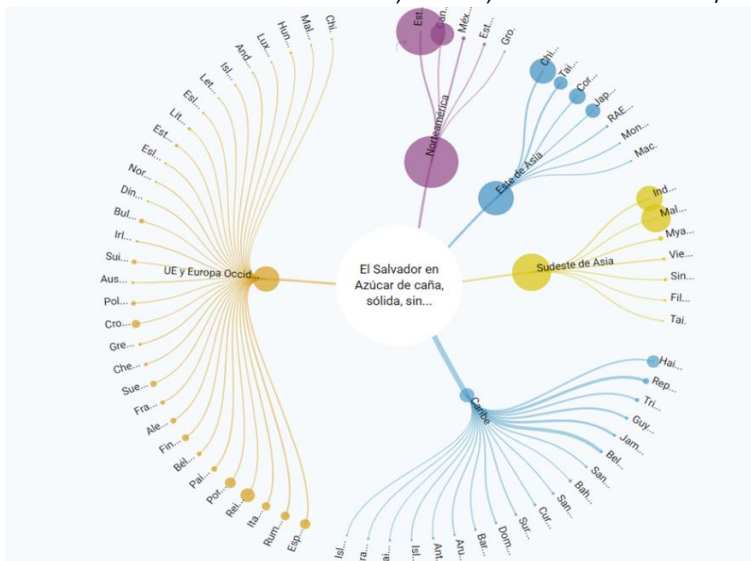 El Salvador en
Azúcar de caña,
sólida, sin...
Norteamérica
Est...
Can...
Méx...
Est...
Gro.
Este de Asia
Chi...
Tai...
Cor...
Jap...
RAE...
Mon...
Mac.
Sudeste de Asia
Ind...
Mal...
Mya...
Vie...
Sin...
Fil...
Tai.
Caribe
Hai...
Rep...
Tri...
Guy...
Jam...
Bel...
San...
Bah...
San...
Cur...
Sur...
Dom...
Bar...
Aru...
Ant...
Isl...
Isl...
UE y Europa Occid...
Esp...
Rum...
Ita...
Rei...
Por...
Paí...
Bél...
Fin...
Ale...
Fra...
Sue...
Che...
Gre...
Cro...
Pol...
Aus...
Sui...
Irl...
Bul...
Din...
Nor...
Esl...
Est...
Lit...
Esl...
Let...
Isl...
And...
Lux...
Hun...
Mal...
Chi.